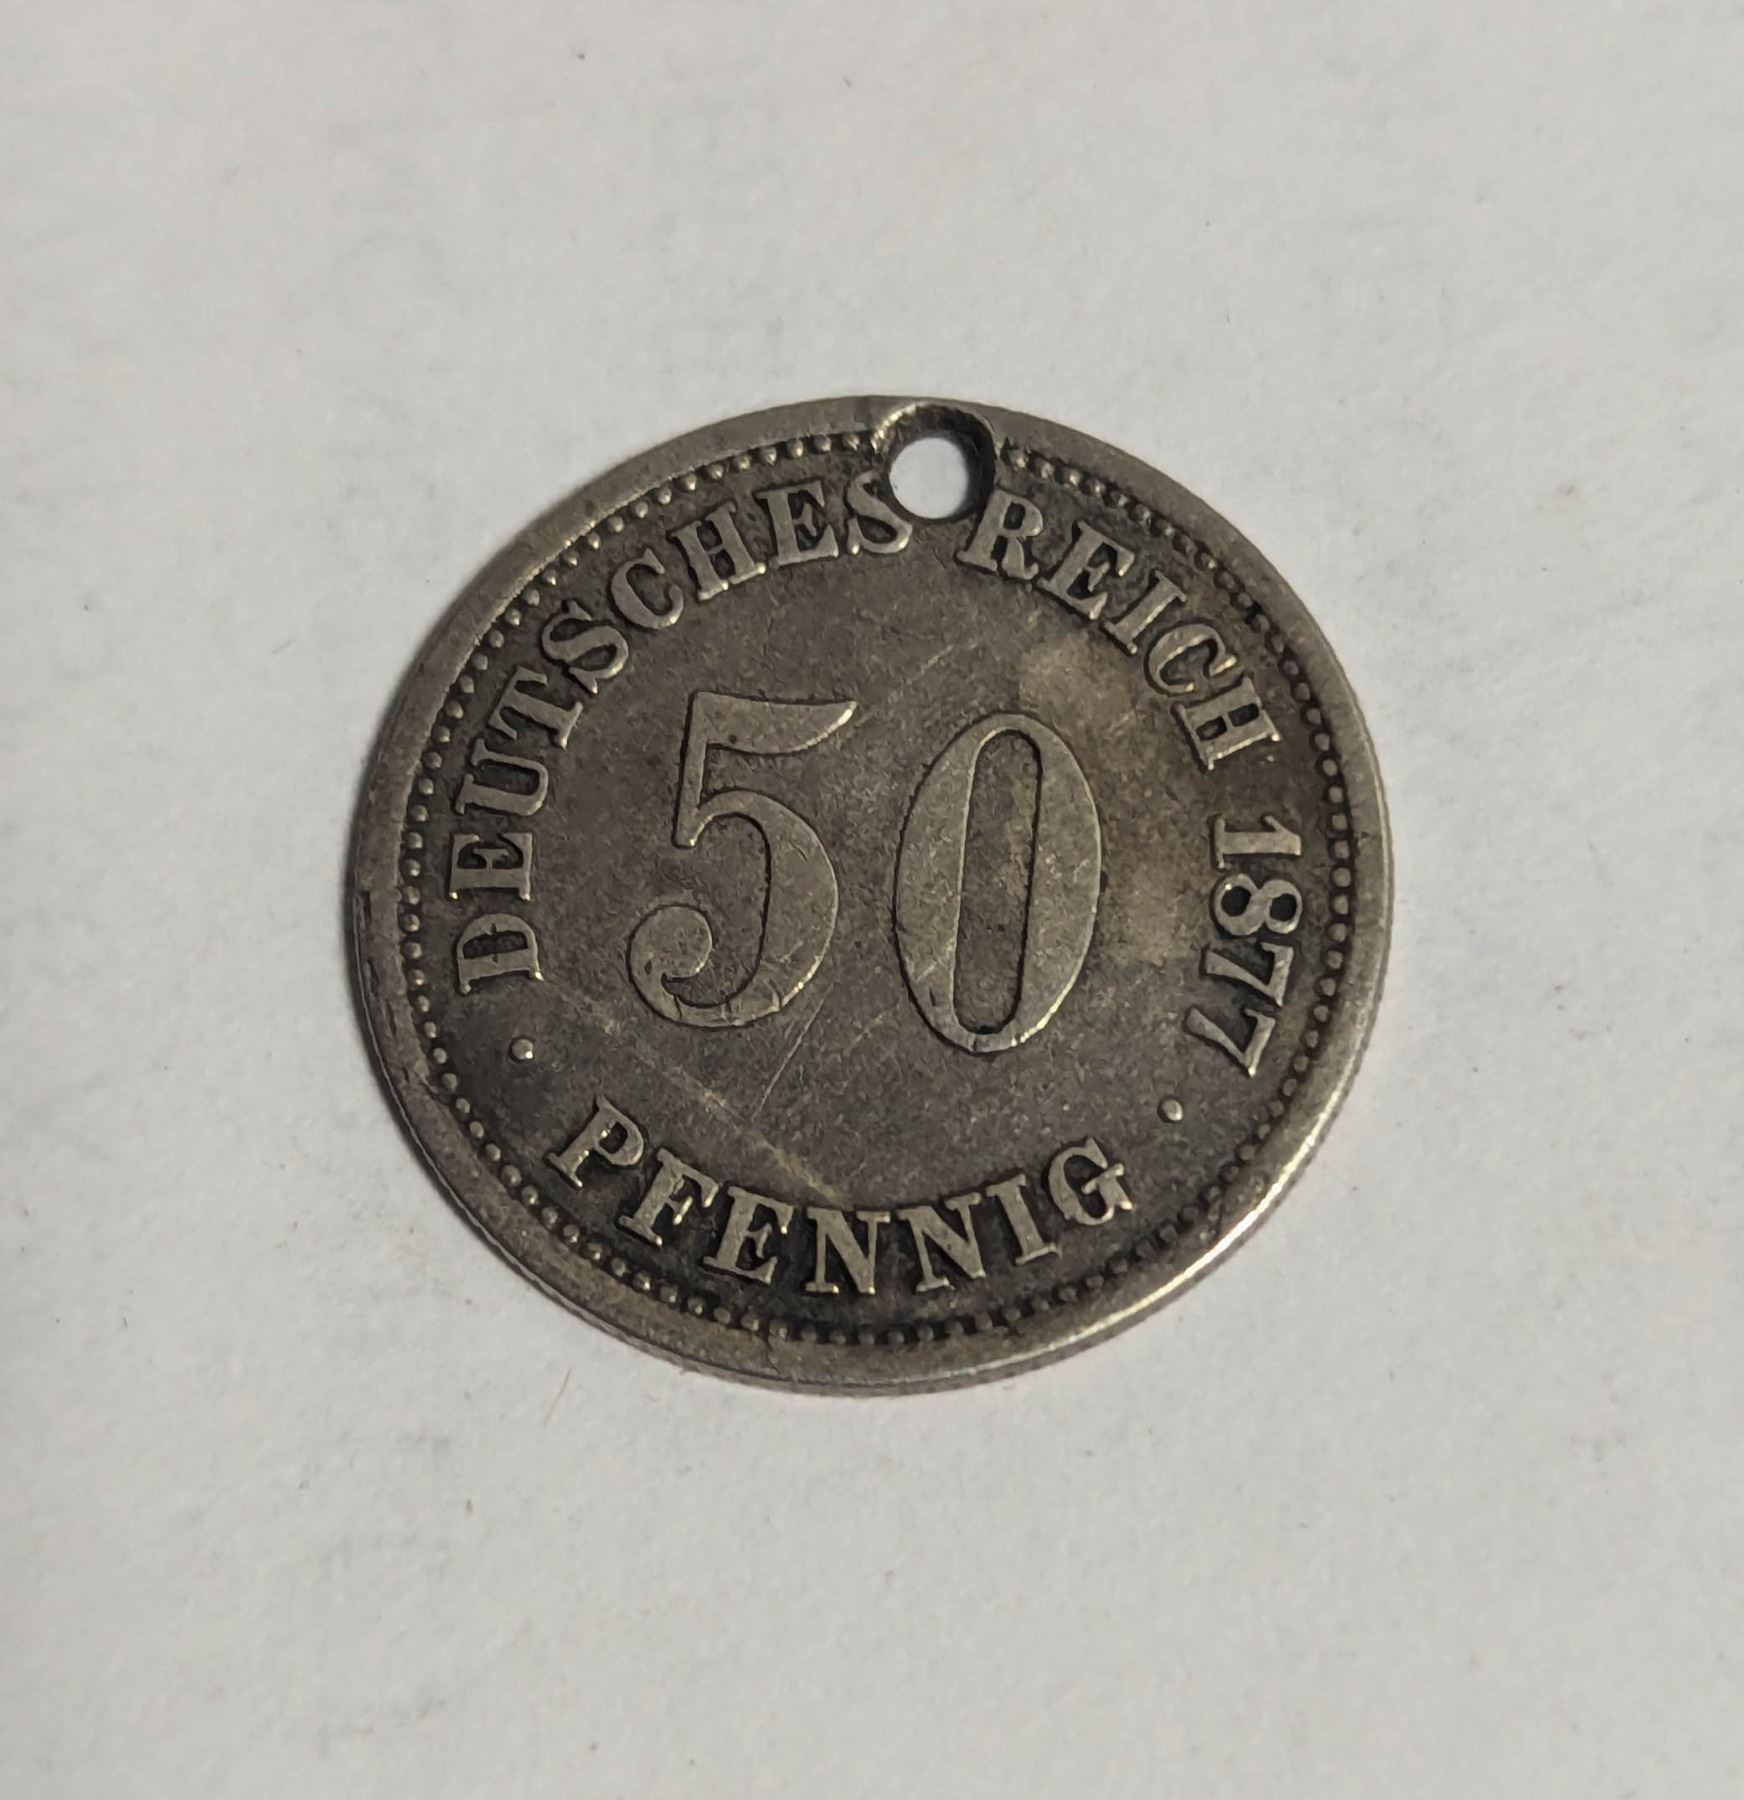 DEUTSCHES REICH 1877
50
· PFENNIG ·